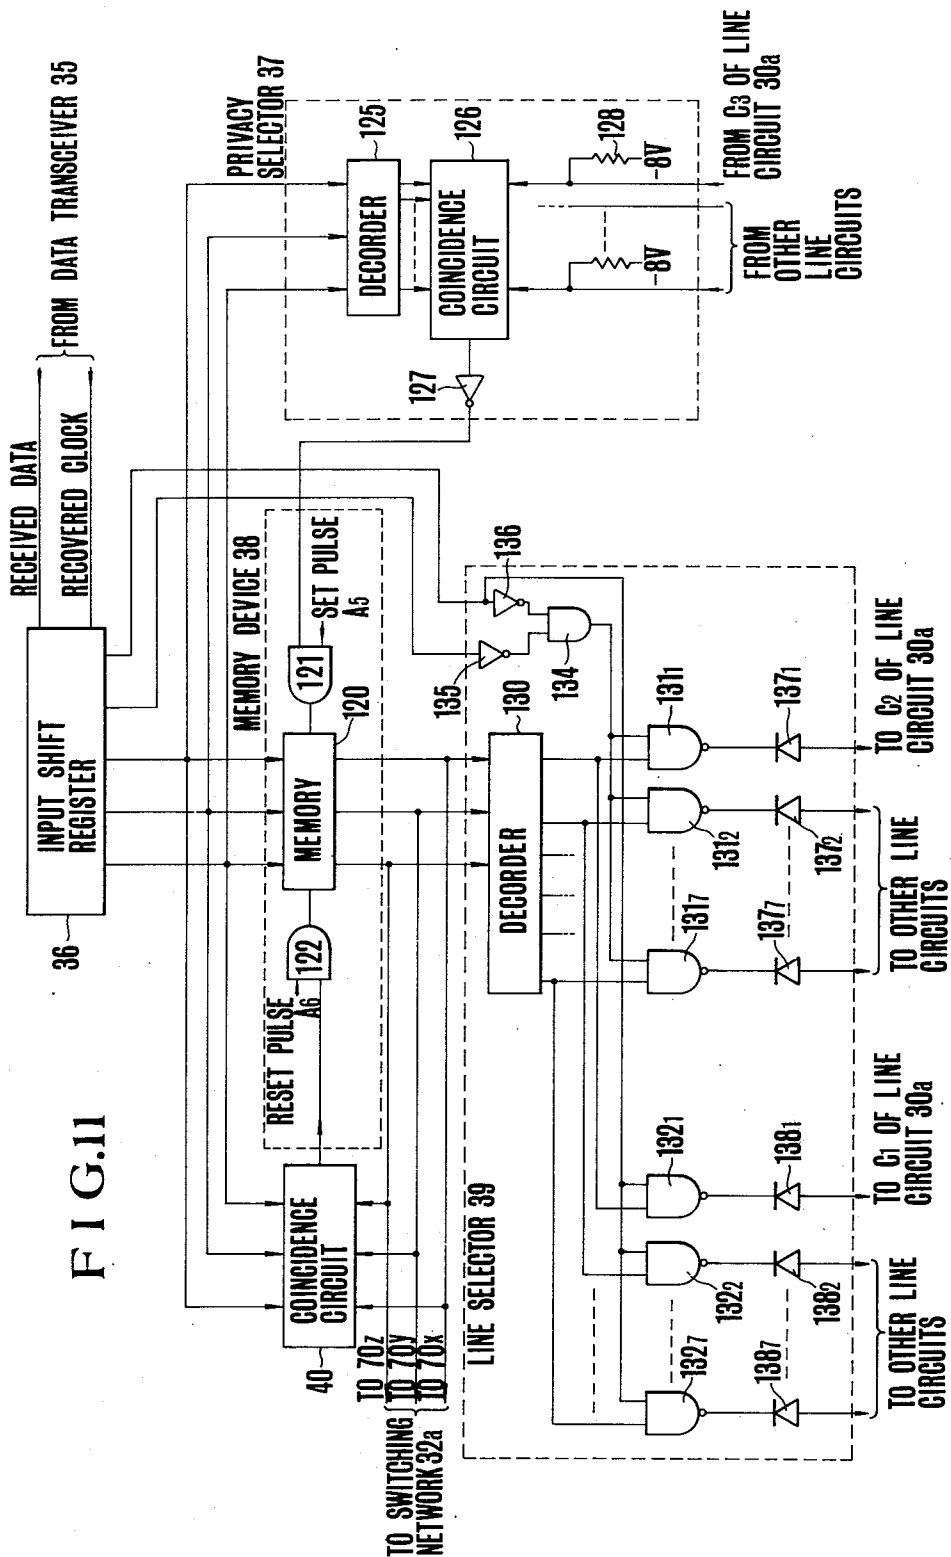 FIG.11
RECEIVED DATA
RECOVERED CLOCK
FROM DATA TRANSCEIVER 35
INPUT SHIFT
REGISTER
36
PRIVACY
SELECTOR 37
DECORDER
125
COINCIDENCE
CIRCUIT
126
127
128
-8V
-8V
FROM C3 OF LINE
CIRCUIT 30a
FROM
OTHER
LINE
CIRCUITS
MEMORY DEVICE 38
SET PULSE
A5
121
120
MEMORY
122
RESET PULSE
A6
COINCIDENCE
CIRCUIT
40
TO 70z
TO 70y
TO 70x
TO SWITCHING
NETWORK 32a
LINE SELECTOR 39
136
135
134
130
DECORDER
1311
1312
1317
1371
1372
1377
TO C2 OF LINE
CIRCUIT 30a
TO OTHER LINE
CIRCUITS
1321
1322
1327
1381
1382
1387
TO C1 OF LINE
CIRCUIT 30a
TO OTHER LINE
CIRCUITS